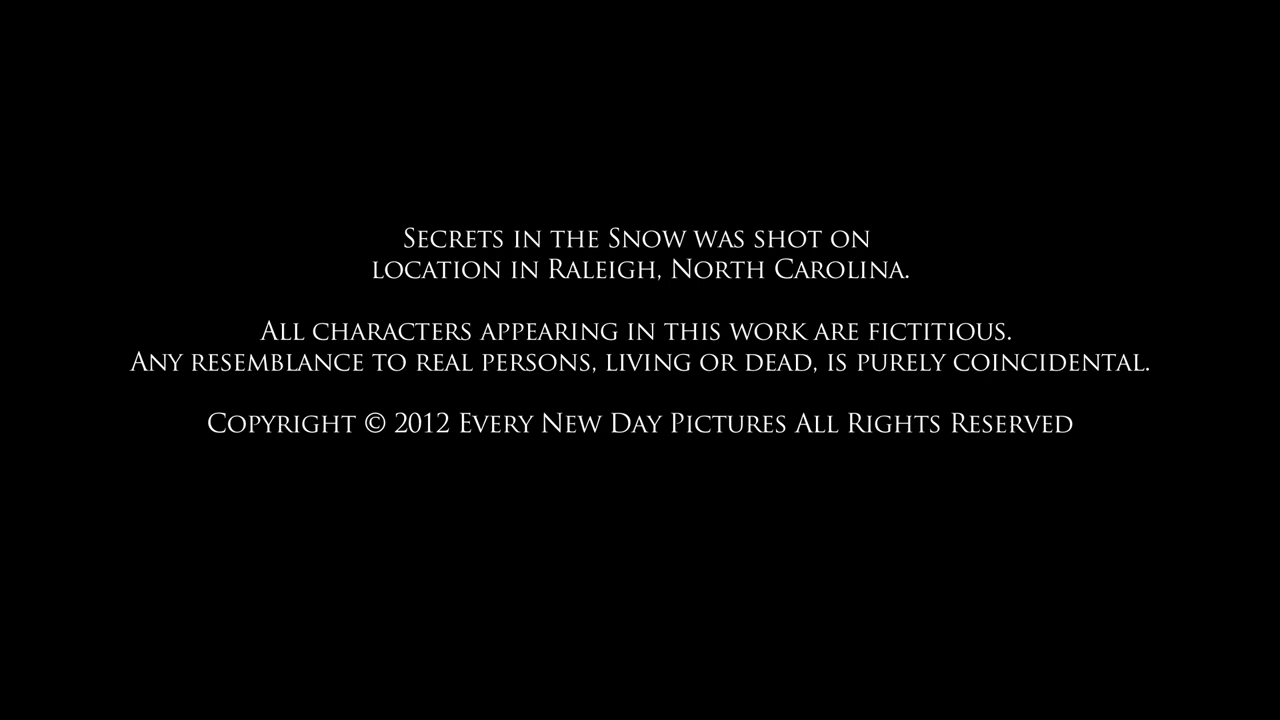 Secrets in the Snow was shot on
location in Raleigh, North Carolina.
All characters appearing in this work are fictitious.
Any resemblance to real persons, living or dead, is purely coincidental.
Copyright © 2012 Every New Day Pictures All Rights Reserved